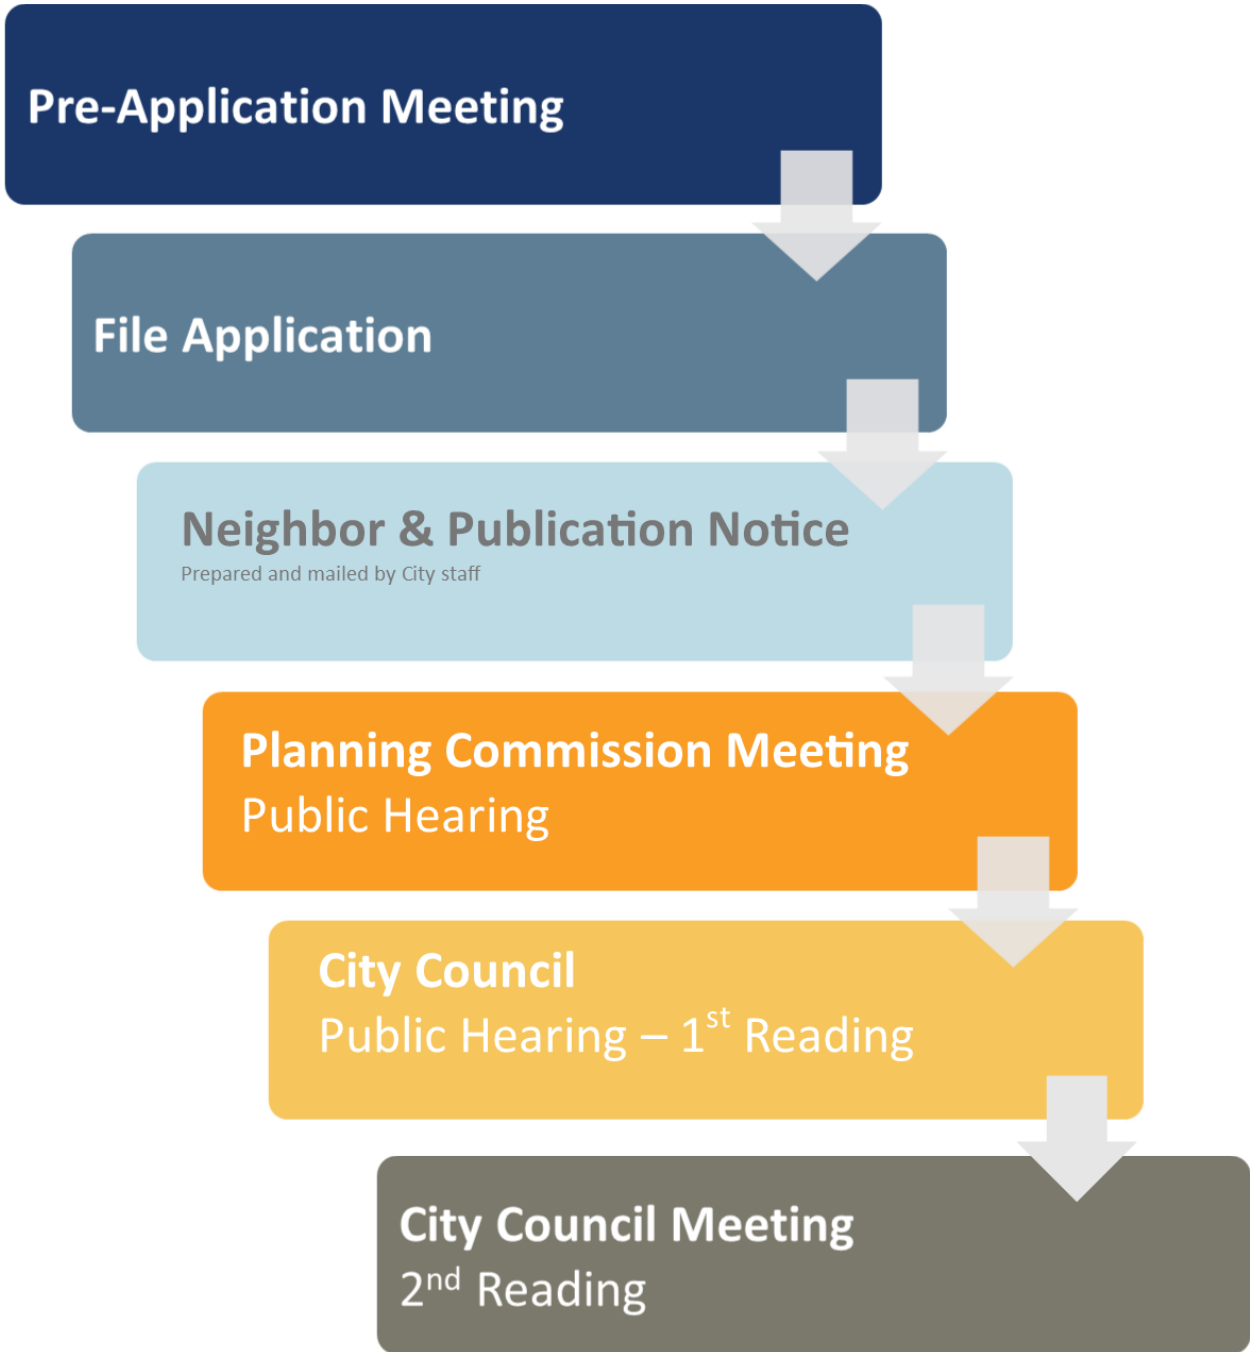 Pre-Application Meeting
File Application
Neighbor & Publication Notice
Prepared and mailed by City staff
Planning Commission Meeting
Public Hearing
City Council
Public Hearing – 1st Reading
City Council Meeting
2nd Reading